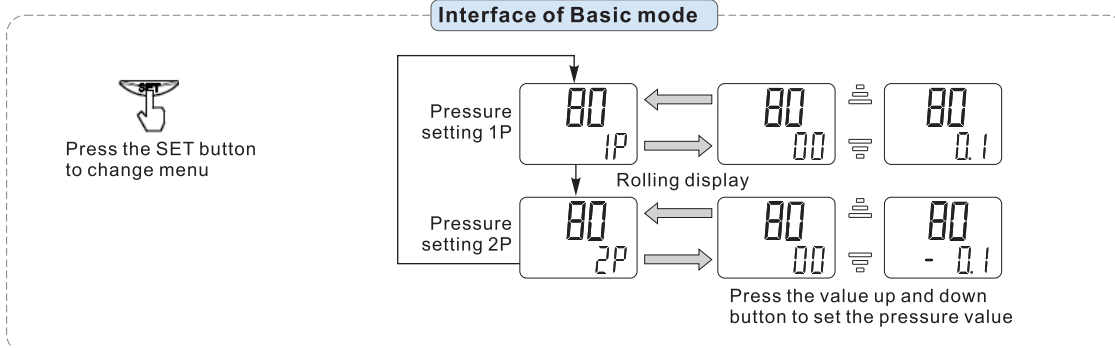 Interface of Basic mode
SET
Press the SET button
to change menu
Pressure
setting 1P
80
1P
80
00
80
0.1
Rolling display
Pressure
setting 2P
80
2P
80
00
80
- 0.1
Press the value up and down
button to set the pressure value